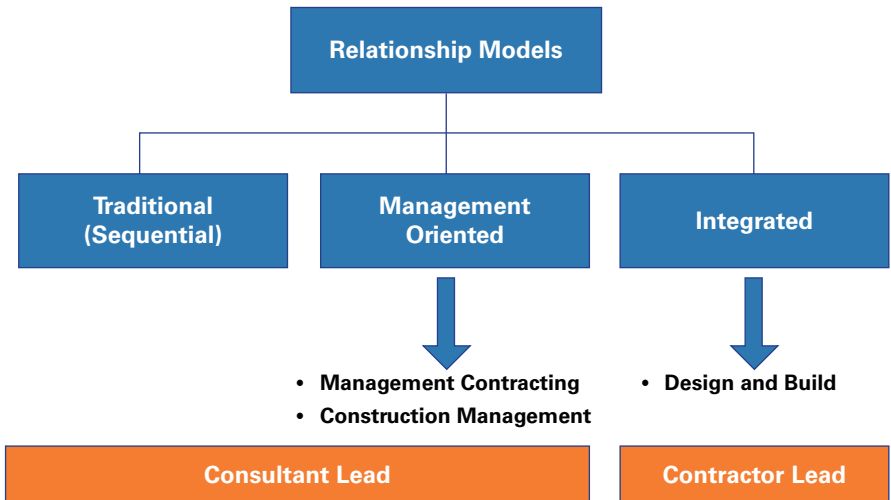 Relationship Models
Traditional
(Sequential)
Management
Oriented
Integrated
• Management Contracting
• Construction Management
• Design and Build
Consultant Lead
Contractor Lead